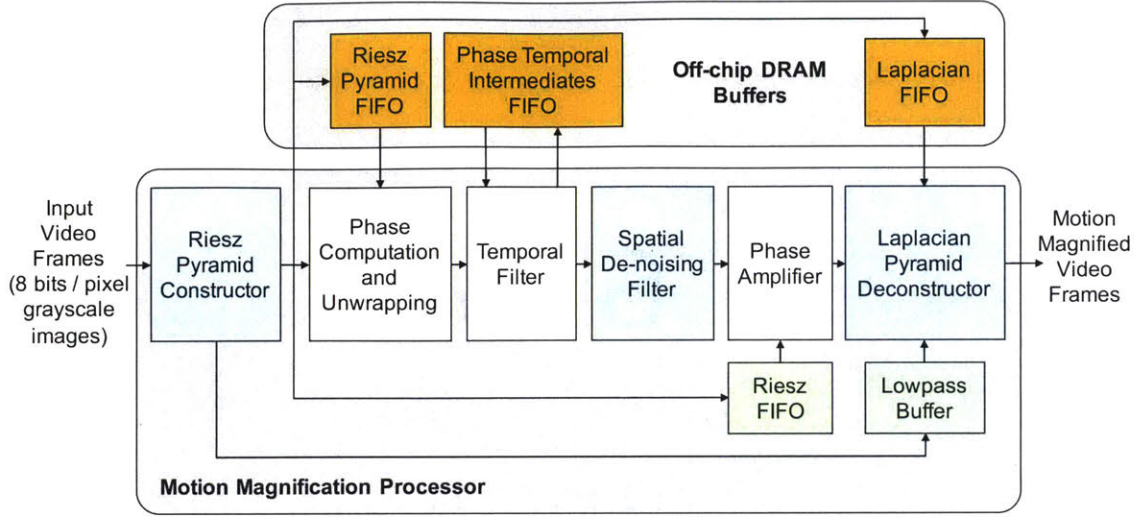 Riesz
Pyramid
FIFO
Phase Temporal
Intermediates
FIFO
Off-chip DRAM
Buffers
Laplacian
FIFO
Input
Video
Frames
(8 bits / pixel
grayscale
images)
Riesz
Pyramid
Constructor
Phase
Computation
and
Unwrapping
Temporal
Filter
Spatial
De-noising
Filter
Phase
Amplifier
Laplacian
Pyramid
Deconstructor
Motion
Magnified
Video
Frames
Riesz
FIFO
Lowpass
Buffer
Motion Magnification Processor